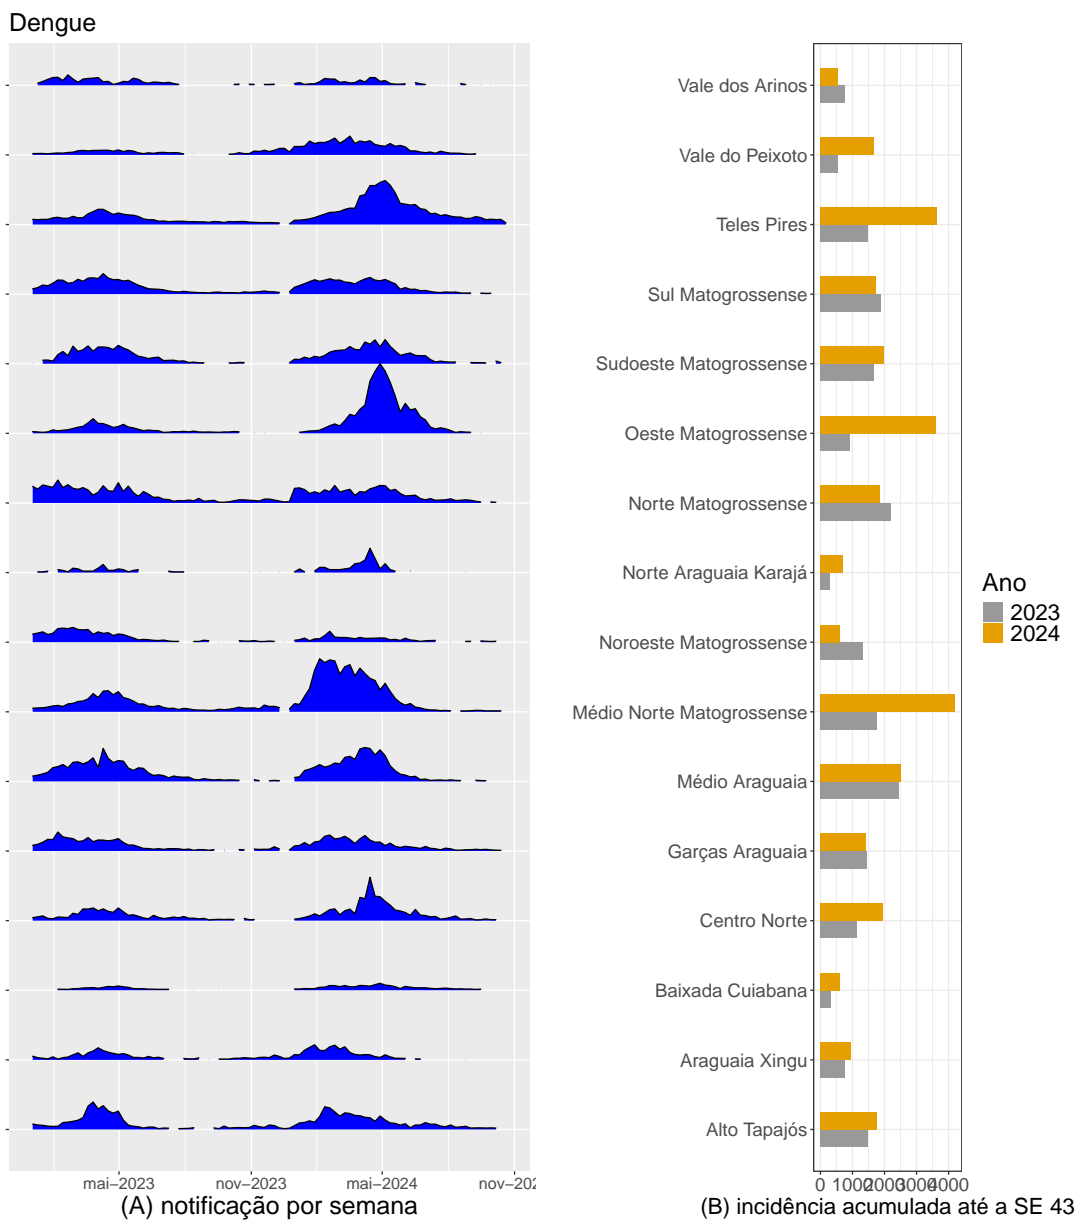 Dengue
Vale dos Arinos
Vale do Peixoto
Teles Pires
Sul Matogrossense
Sudoeste Matogrossense
Oeste Matogrossense
Norte Matogrossense
Norte Araguaia Karajá
Noroeste Matogrossense
Médio Norte Matogrossense
Médio Araguaia
Garças Araguaia
Centro Norte
Baixada Cuiabana
Araguaia Xingu
Alto Tapajós
Ano
2023
2024
mai–2023 nov–2023 mai–2024 nov–202
0 1000 2000 3000 4000
(A) notificação por semana
(B) incidência acumulada até a SE 43